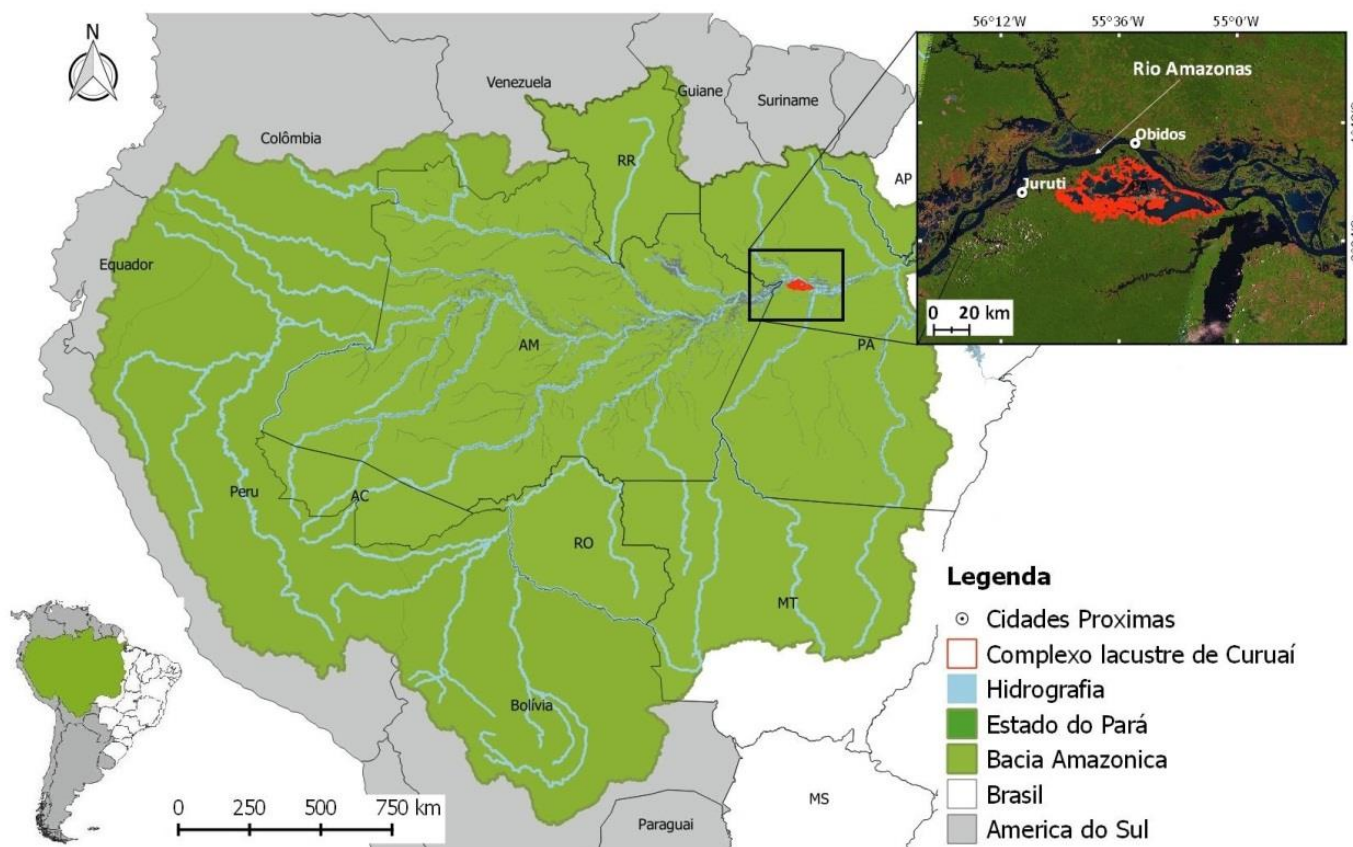 56°12'W 55°36'W 55°0'W
N
Venezuela
Guiane
Suriname
Colômbia
RR
AP
Equador
AM
PA
Peru
AC
RO
MT
Bolívia
MS
Paraguai
Rio Amazonas
Obidos
Juruti
0 20 km
0 250 500 750 km
Legenda
Cidades Proximas
Complexo lacustre de Curuaí
Hidrografia
Estado do Pará
Bacia Amazonica
Brasil
America do Sul